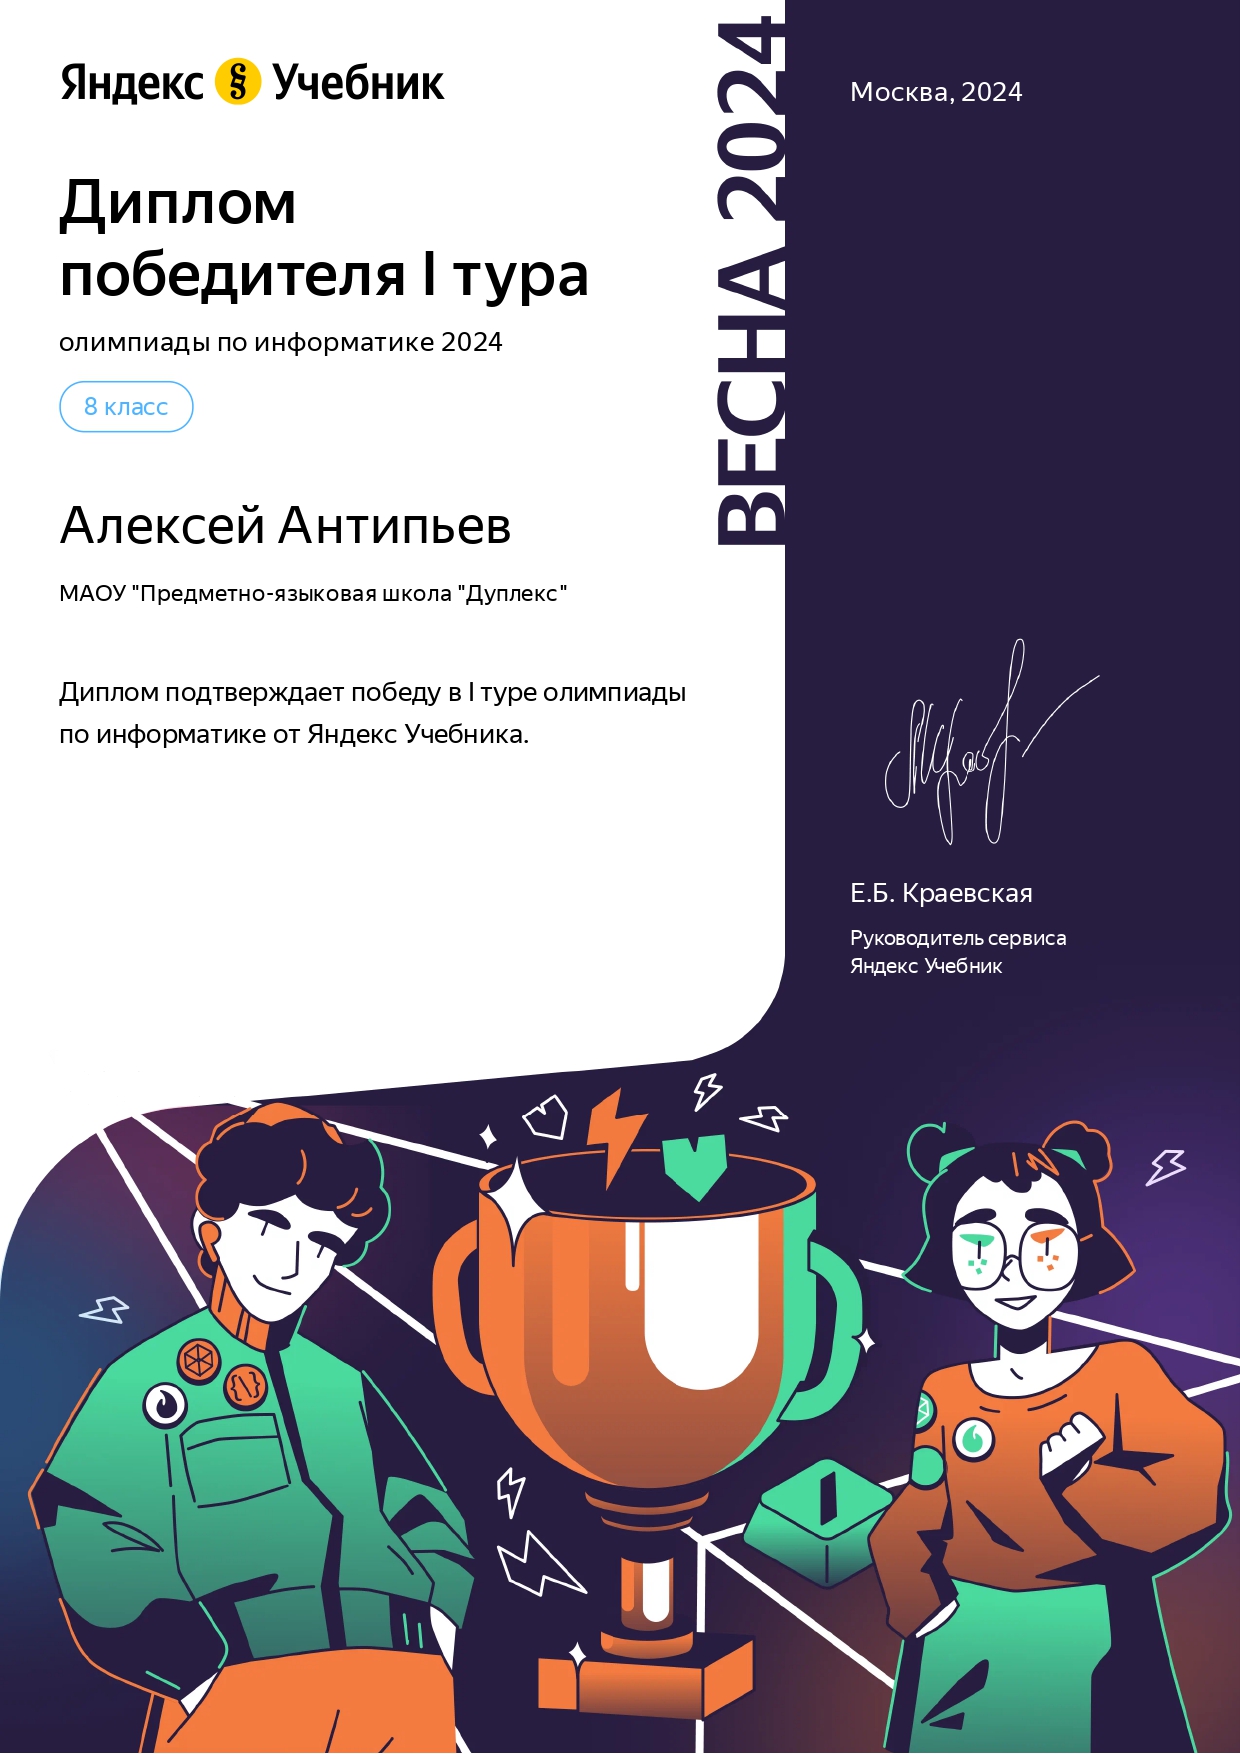 Яндекс § Учебник
Диплом
победителя I тура
олимпиады по информатике 2024
8 класс
Алексей Антипьев
МАОУ "Предметно-языковая школа "Дуплекс"
Диплом подтверждает победу в I туре олимпиады
по информатике от Яндекс Учебника.
ВЕСНА 2024
Москва, 2024
Е.Б. Краевская
Руководитель сервиса
Яндекс Учебник